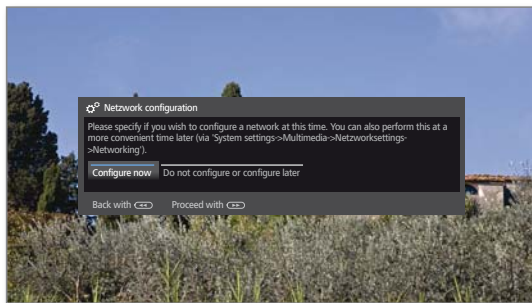 Netzwork configuration
Please specify if you wish to configure a network at this time. You can also perform this at a
more convenient time later (via 'System settings->Multimedia->Netzworksettings-
>Networking').
Configure now Do not configure or configure later
Back with Proceed with